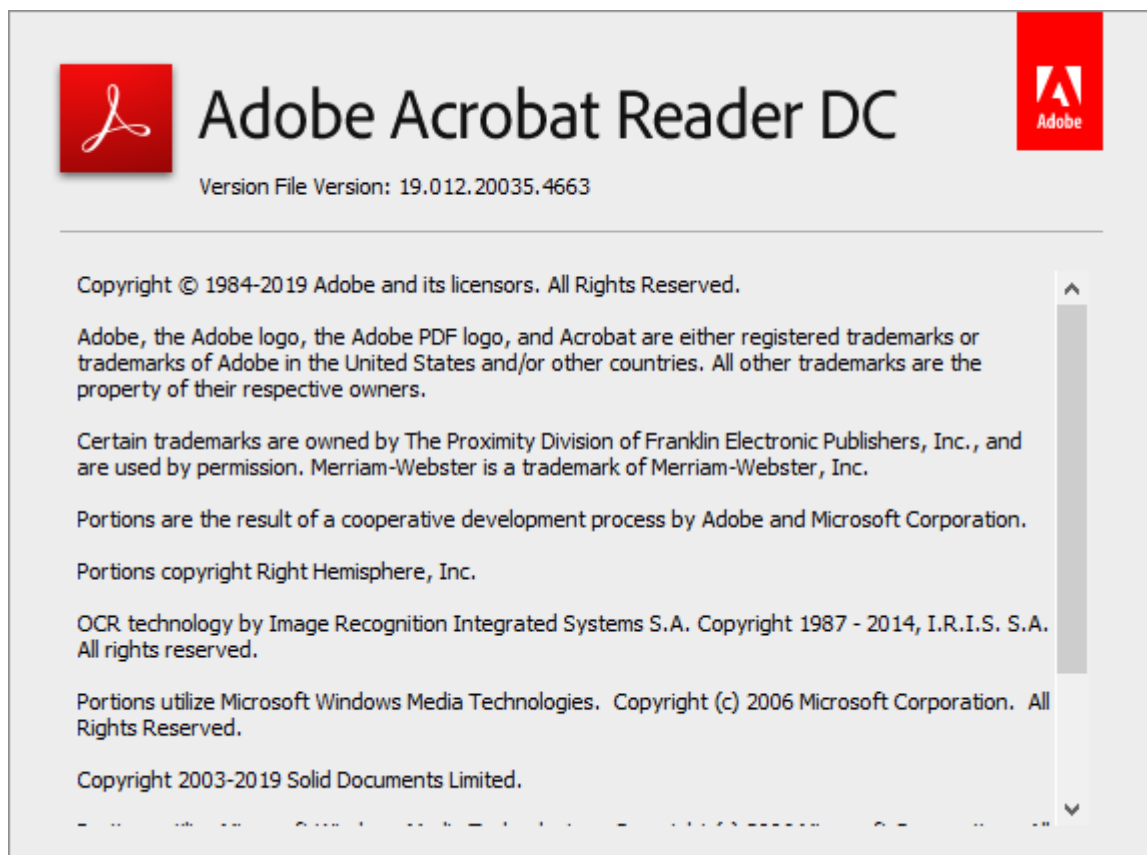 Adobe Acrobat Reader DC
Adobe
Version File Version: 19.012.20035.4663
Copyright © 1984-2019 Adobe and its licensors. All Rights Reserved.
Adobe, the Adobe logo, the Adobe PDF logo, and Acrobat are either registered trademarks or
trademarks of Adobe in the United States and/or other countries. All other trademarks are the
property of their respective owners.
Certain trademarks are owned by The Proximity Division of Franklin Electronic Publishers, Inc., and
are used by permission. Merriam-Webster is a trademark of Merriam-Webster, Inc.
Portions are the result of a cooperative development process by Adobe and Microsoft Corporation.
Portions copyright Right Hemisphere, Inc.
OCR technology by Image Recognition Integrated Systems S.A. Copyright 1987 - 2014, I.R.I.S. S.A.
All rights reserved.
Portions utilize Microsoft Windows Media Technologies.  Copyright (c) 2006 Microsoft Corporation.  All
Rights Reserved.
Copyright 2003-2019 Solid Documents Limited.